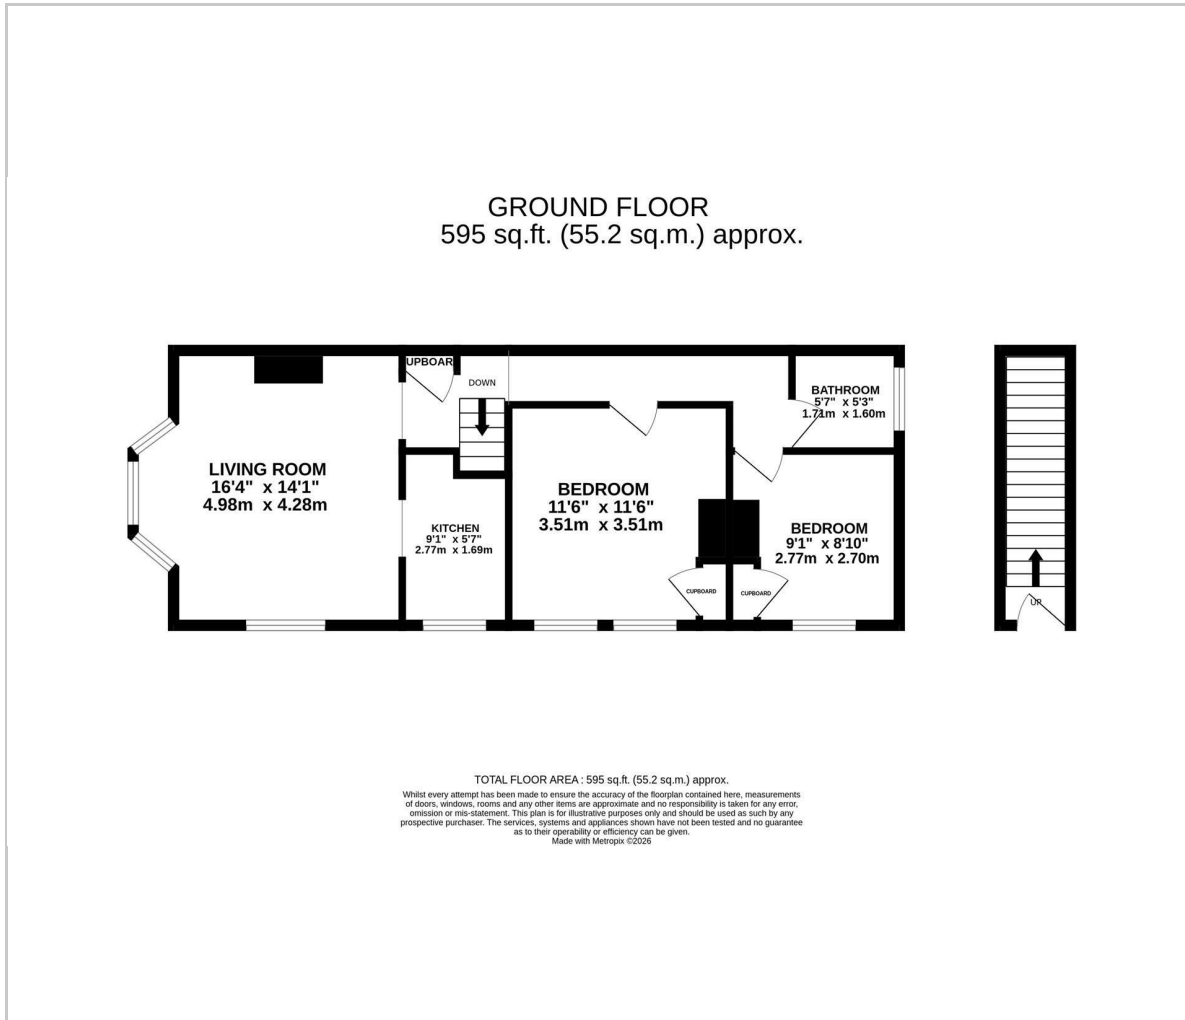 GROUND FLOOR
595 sq.ft. (55.2 sq.m.) approx.
UPBOAR
DOWN
LIVING ROOM
16'4" x 14'1"
4.98m x 4.28m
KITCHEN
9'1" x 5'7"
2.77m x 1.69m
BEDROOM
11'6" x 11'6"
3.51m x 3.51m
CUPBOARD
BATHROOM
5'7" x 5'3"
1.71m x 1.60m
BEDROOM
9'1" x 8'10"
2.77m x 2.70m
CUPBOARD
UP
TOTAL FLOOR AREA : 595 sq.ft. (55.2 sq.m.) approx.
Whilst every attempt has been made to ensure the accuracy of the floorplan contained here, measurements
of doors, windows, rooms and any other items are approximate and no responsibility is taken for any error,
omission or mis-statement. This plan is for illustrative purposes only and should be used as such by any
prospective purchaser. The services, systems and appliances shown have not been tested and no guarantee
as to their operability or efficiency can be given.
Made with Metropix ©2026